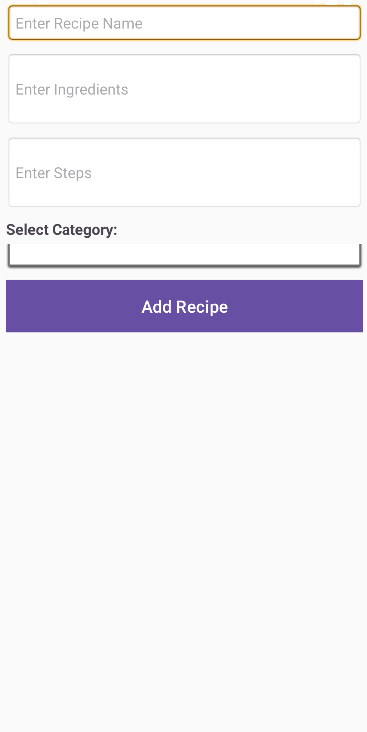 Enter Recipe Name
Enter Ingredients
Enter Steps
Select Category:
Add Recipe